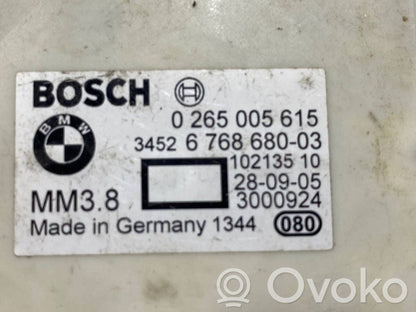 BOSCH
BMW
0 265 005 615
3452 6 768 680-03
102135 10
28-09-05
MM3.8
3000924
Made in Germany 1344
080
Ovoko